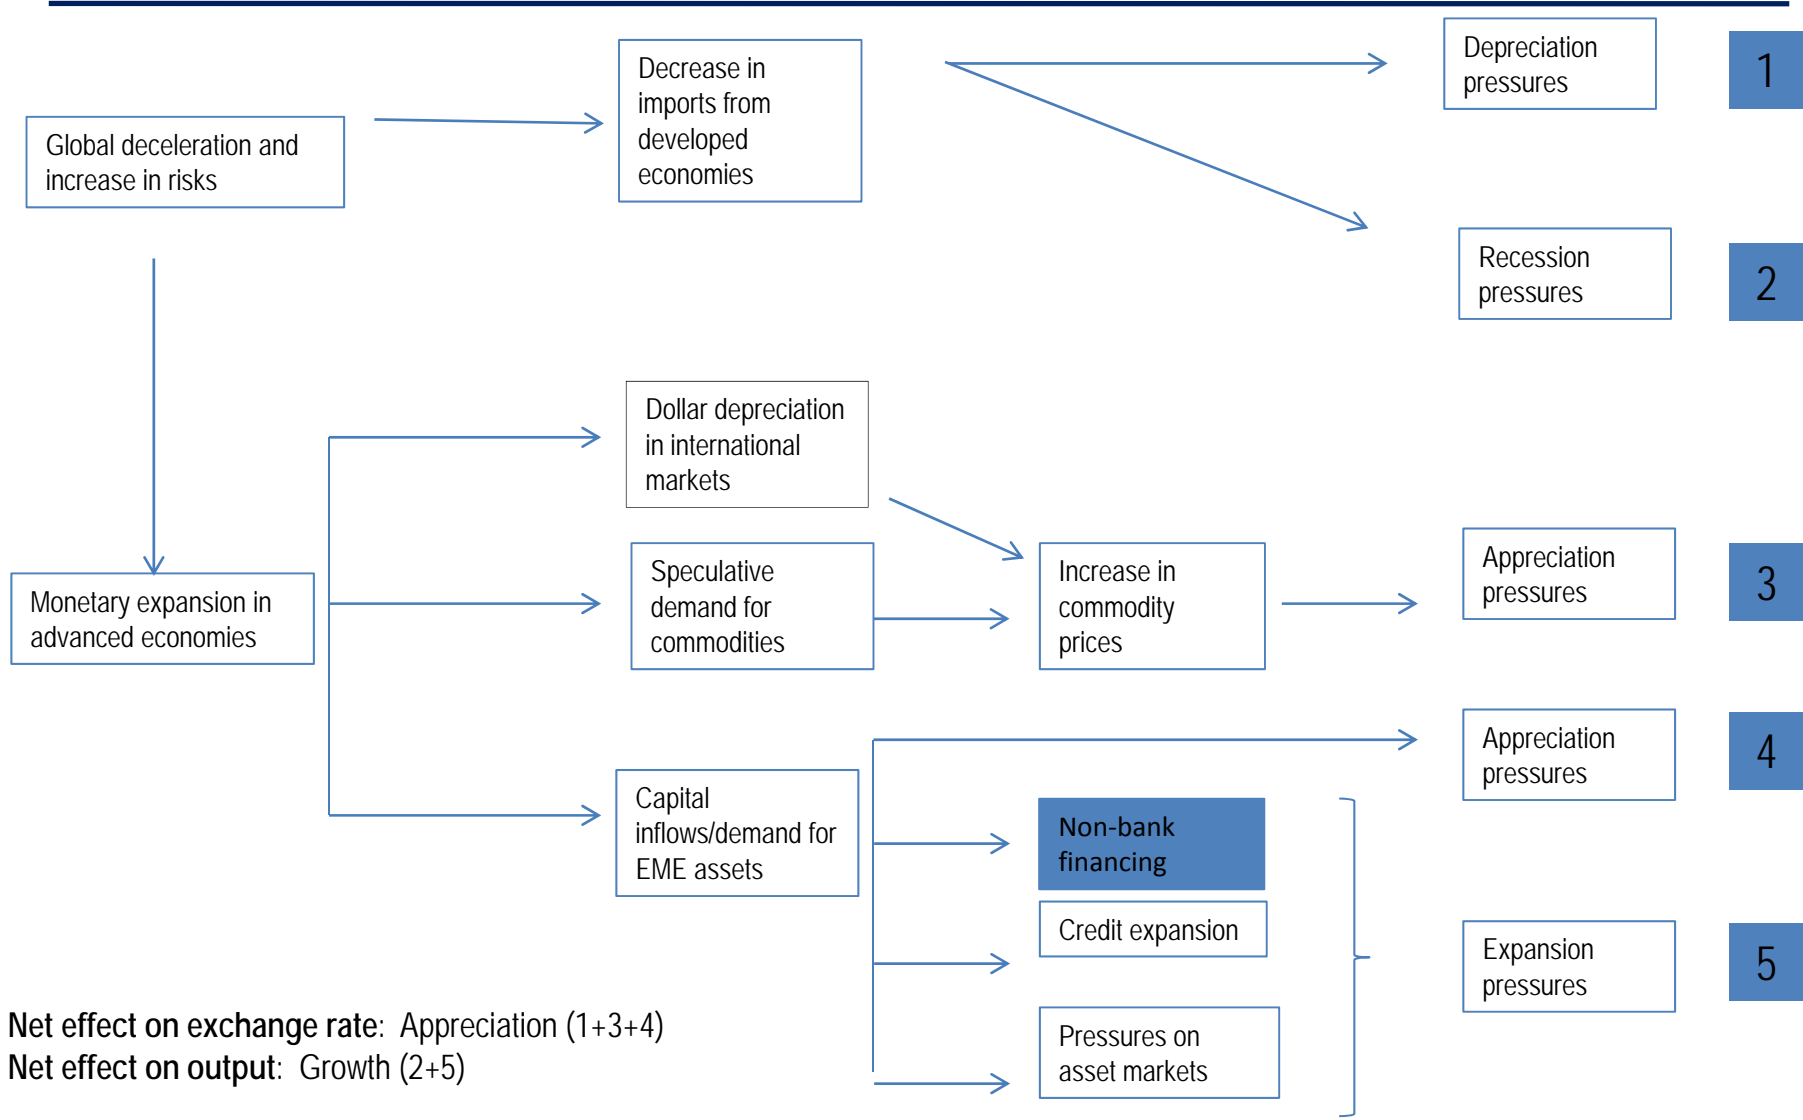 Decrease in
imports from
developed
economies
Depreciation
pressures
1
Global deceleration and
increase in risks
Recession
pressures
2
Dollar depreciation
in international
markets
Monetary expansion in
advanced economies
Speculative
demand for
commodities
Increase in
commodity
prices
Appreciation
pressures
3
Capital
inflows/demand for
EME assets
Appreciation
pressures
4
Non-bank
financing
Credit expansion
Pressures on
asset markets
Expansion
pressures
5
Net effect on exchange rate: Appreciation (1+3+4)
Net effect on output: Growth (2+5)